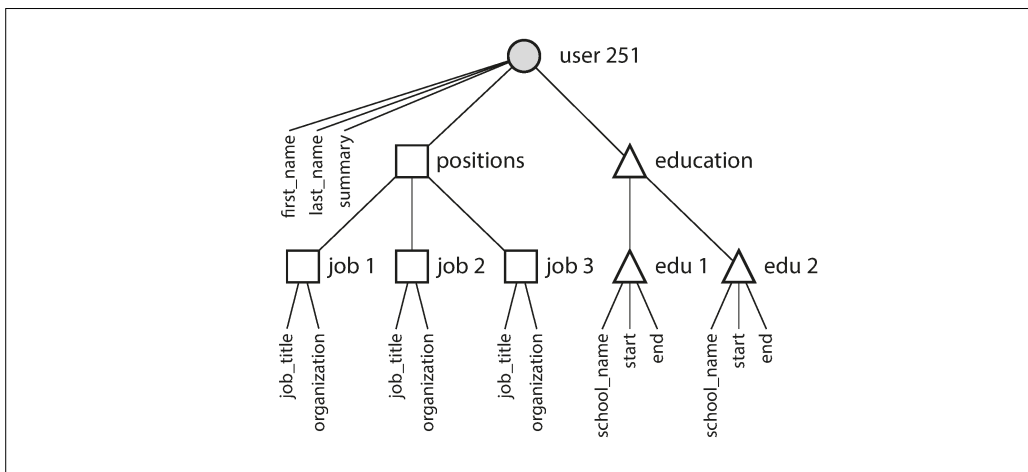 user 251
first_name
last_name
summary
positions
education
job 1
job 2
job 3
edu 1
edu 2
job_title
organization
job_title
organization
job_title
organization
school_name
start
end
school_name
start
end